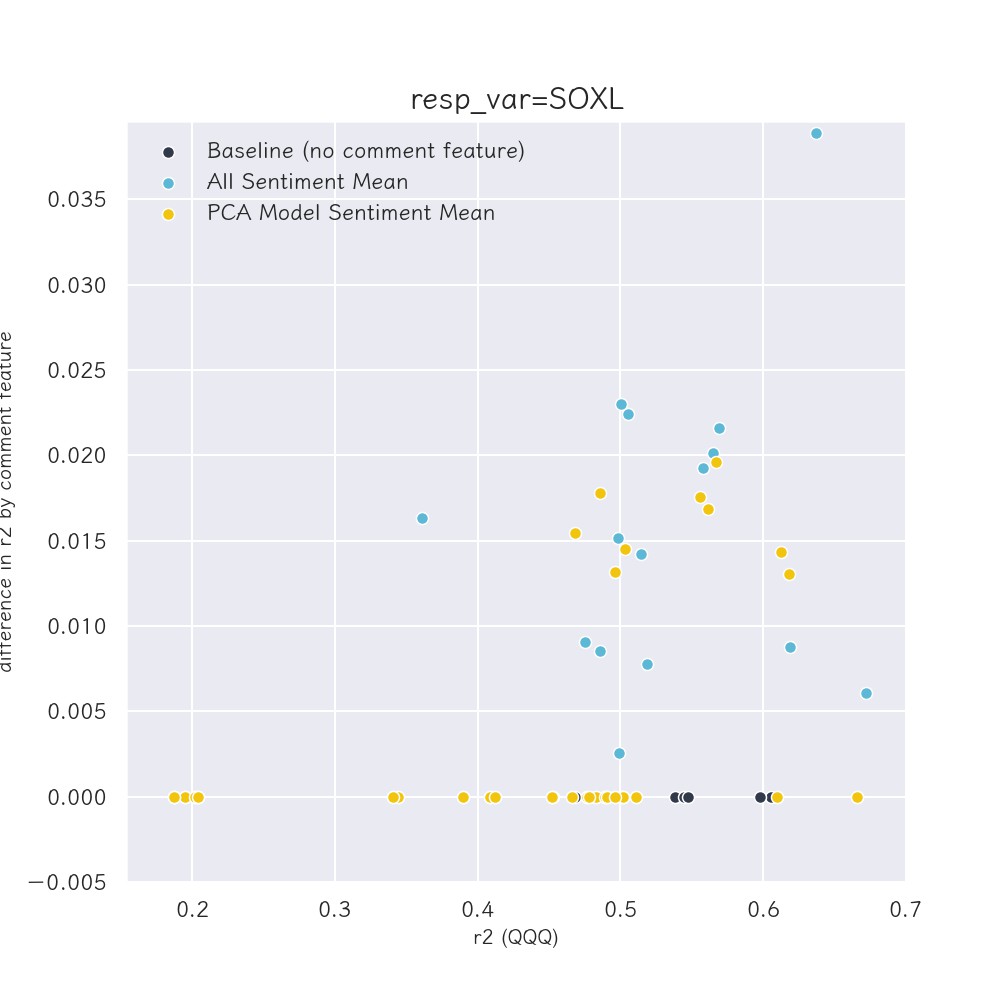 resp_var=SOXL
Baseline (no comment feature)
All Sentiment Mean
PCA Model Sentiment Mean
0.035
0.030
0.025
0.020
0.015
0.010
0.005
0.000
−0.005
difference in r2 by comment feature
0.2 0.3 0.4 0.5 0.6 0.7
r2 (QQQ)